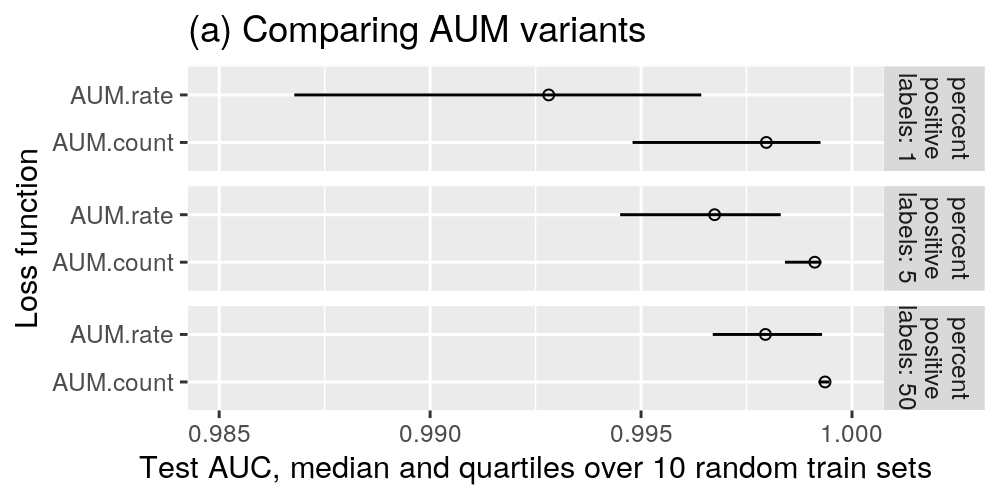 (a) Comparing AUM variants
Loss function
AUM.rate
AUM.count
percent
positive
labels: 1
AUM.rate
AUM.count
percent
positive
labels: 5
AUM.rate
AUM.count
percent
positive
labels: 50
0.985 0.990 0.995 1.000
Test AUC, median and quartiles over 10 random train sets